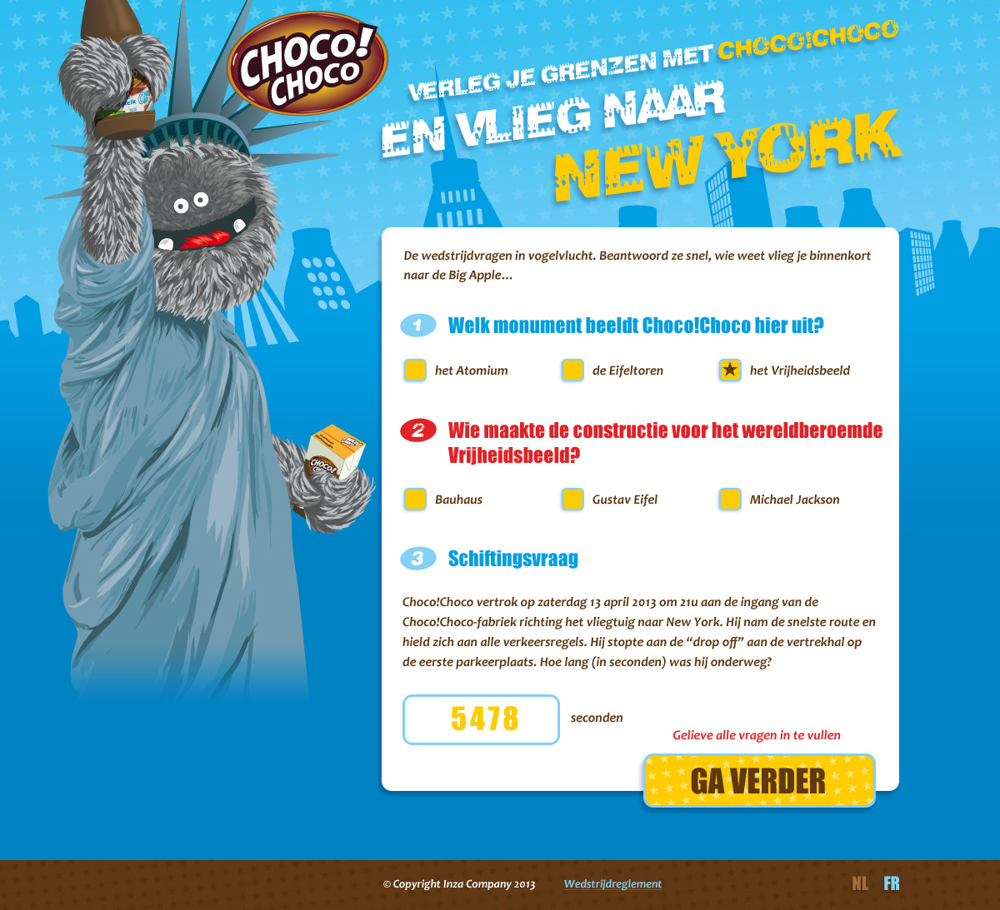 CHOCO!
CHOCO
VERLEG JE GRENZEN MET CHOCO!CHOCO
EN VLIEG NAAR
NEW YORK
De wedstrijdvragen in vogelvlucht. Beantwoord ze snel, wie weet vlieg je binnenkort
naar de Big Apple...
1 Welk monument beeldt Choco!Choco hier uit?
het Atomium de Eifeltoren het Vrijheidsbeeld
2 Wie maakte de constructie voor het wereldberoemde
Vrijheidsbeeld?
Bauhaus Gustav Eifel Michael Jackson
3 Schiftingsvraag
Choco!Choco vertrok op zaterdag 13 april 2013 om 21u aan de ingang van de
Choco!Choco-fabriek richting het vliegtuig naar New York. Hij nam de snelste route en
hield zich aan alle verkeersregels. Hij stopte aan de “drop off” aan de vertrekhal op
de eerste parkeerplaats. Hoe lang (in seconden) was hij onderweg?
5478 seconden
Gelieve alle vragen in te vullen
GA VERDER
CHOCO!
© Copyright Inza Company 2013 Wedstrijdreglement NL FR